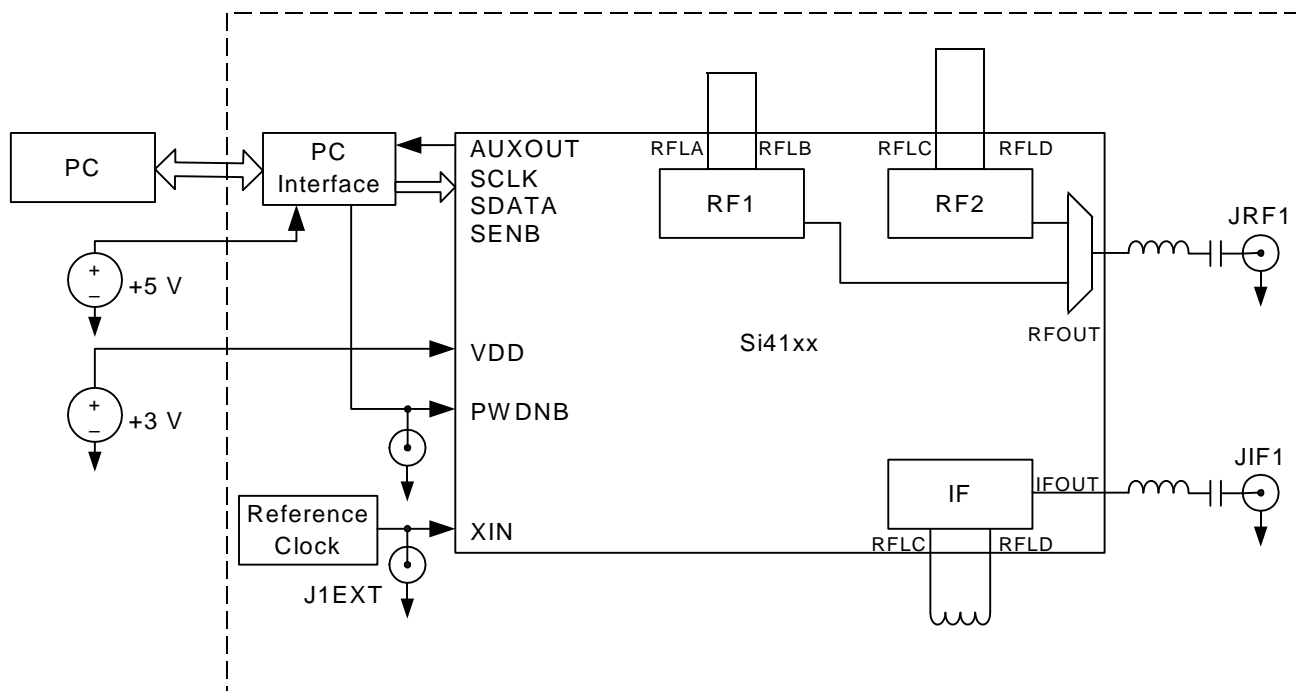 PC
PC
Interface
+
–
+5 V
+
–
+3 V
AUXOUT
SCLK
SDATA
SENB
VDD
PWDNB
XIN
Reference
Clock
J1EXT
RFLA
RFLB
RF1
RFLC
RFLD
RF2
RFOUT
JRF1
Si41xx
IF
IFOUT
RFLC
RFLD
JIF1